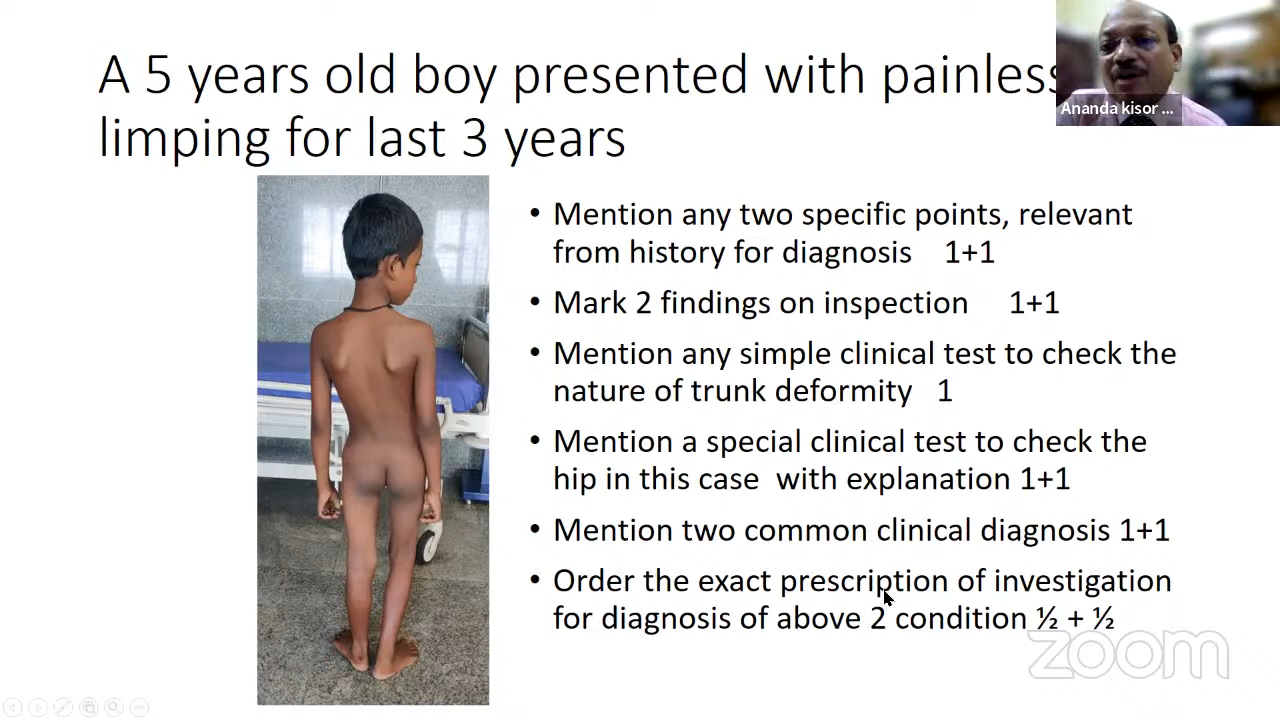 A 5 years old boy presented with painless
limping for last 3 years
Ananda kisor ...
• Mention any two specific points, relevant
from history for diagnosis 1+1
• Mark 2 findings on inspection 1+1
• Mention any simple clinical test to check the
nature of trunk deformity 1
• Mention a special clinical test to check the
hip in this case with explanation 1+1
• Mention two common clinical diagnosis 1+1
• Order the exact prescription of investigation
for diagnosis of above 2 condition ½ + ½
zoom